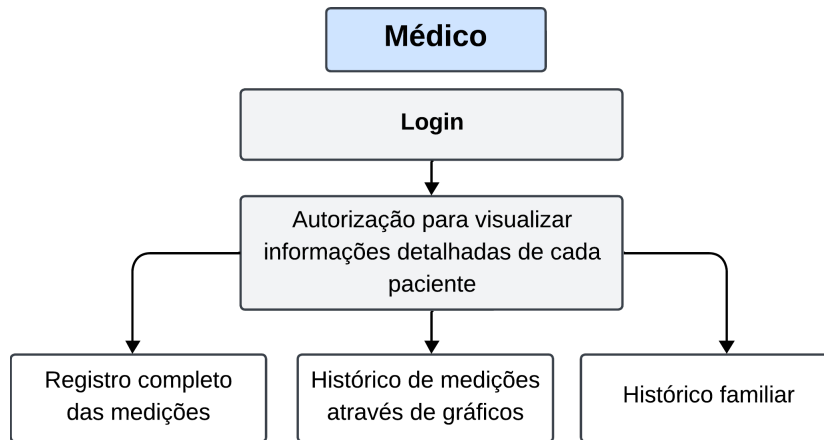 Médico
Login
Autorização para visualizar
informações detalhadas de cada
paciente
Registro completo
das medições
Histórico de medições
através de gráficos
Histórico familiar